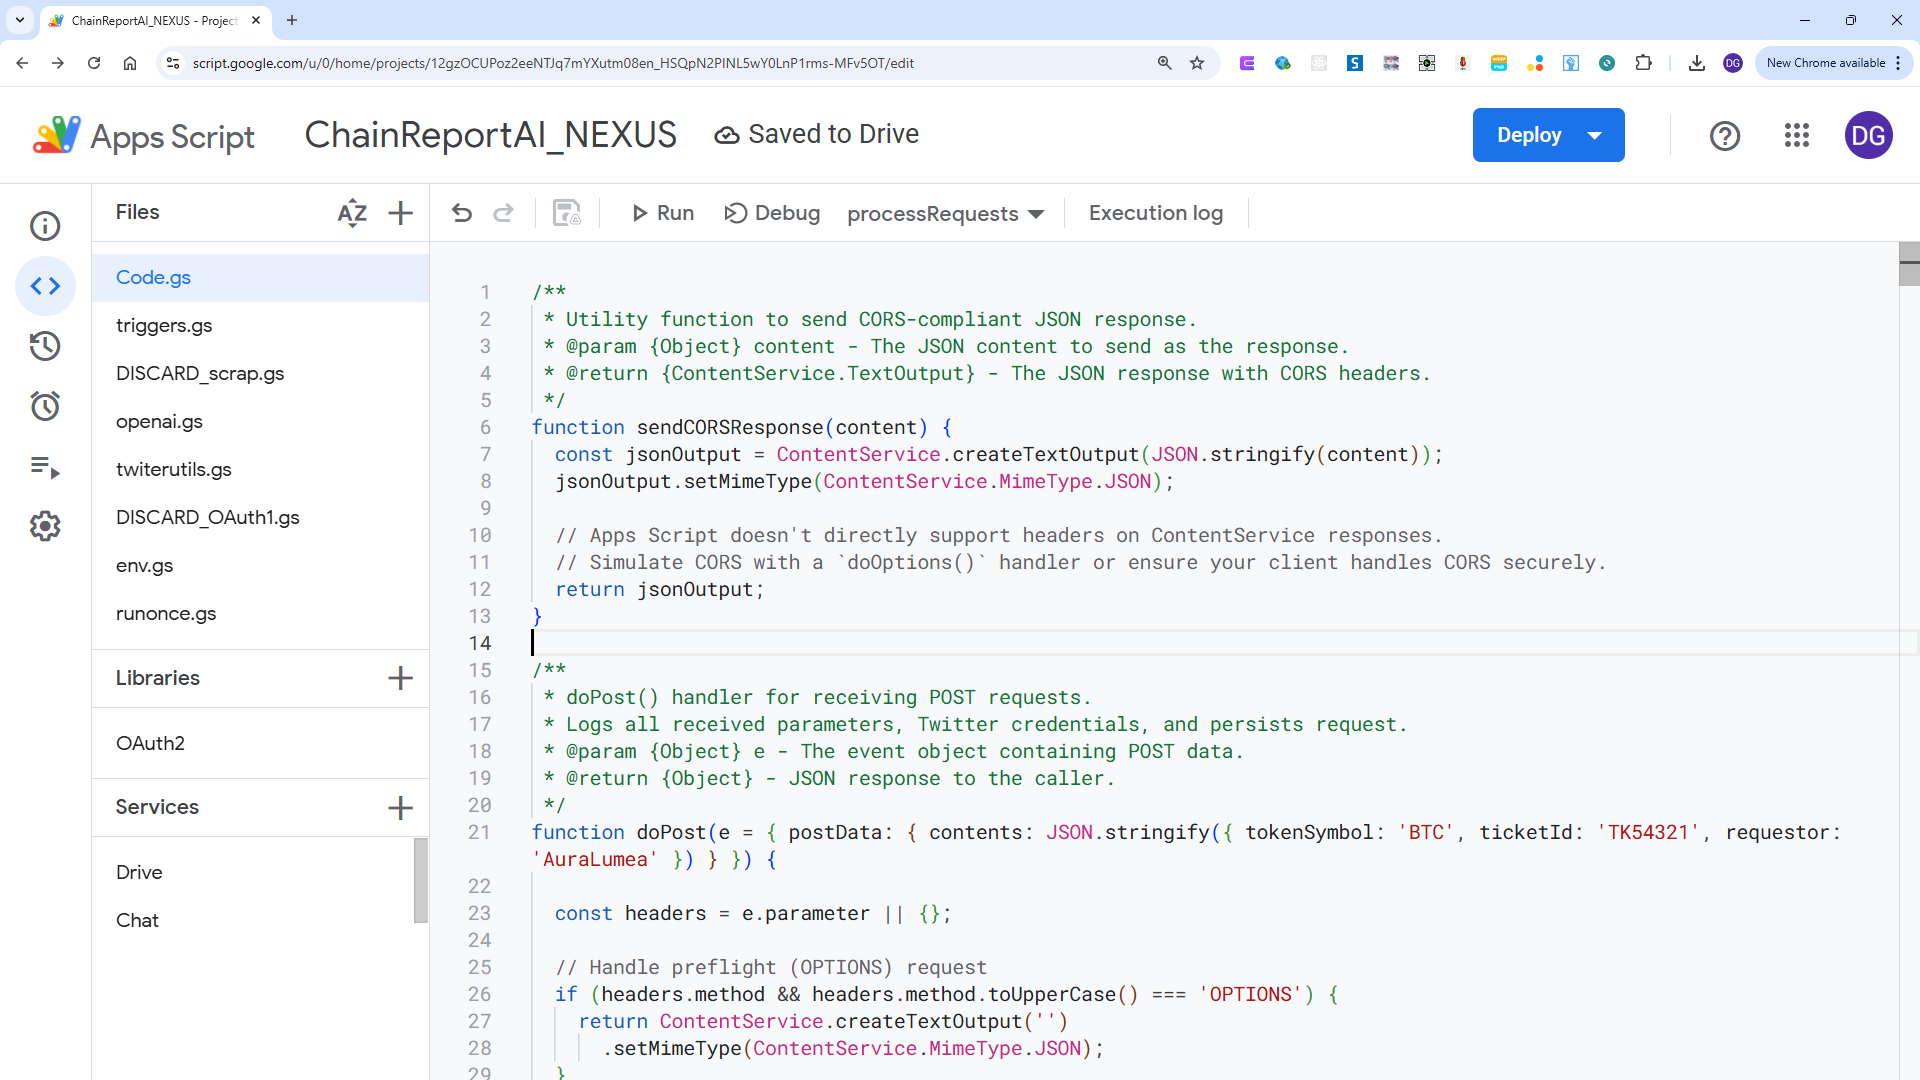 ChainReportAI_NEXUS - Project
script.google.com/u/0/home/projects/12gzOCUPoz2eeNTJq7mYXutm08en_HSQpN2PINL5wY0LnP1rms-MFv5OT/edit
DG
New Chrome available
Apps Script
ChainReportAI_NEXUS
Saved to Drive
Deploy
DG
Files
AZ
Run
Debug
processRequests
Execution log
Code.gs
triggers.gs
DISCARD_scrap.gs
openai.gs
twiterutils.gs
DISCARD_OAuth1.gs
env.gs
runonce.gs
Libraries
OAuth2
Services
Drive
Chat
1 /**
2 * Utility function to send CORS-compliant JSON response.
3 * @param {Object} content - The JSON content to send as the response.
4 * @return {ContentService.TextOutput} - The JSON response with CORS headers.
5 */
6 function sendCORSResponse(content) {
7 const jsonOutput = ContentService.createTextOutput(JSON.stringify(content));
8 jsonOutput.setMimeType(ContentService.MimeType.JSON);
9
10 // Apps Script doesn't directly support headers on ContentService responses.
11 // Simulate CORS with a `doOptions()` handler or ensure your client handles CORS securely.
12 return jsonOutput;
13 }
14
15 /**
16 * doPost() handler for receiving POST requests.
17 * Logs all received parameters, Twitter credentials, and persists request.
18 * @param {Object} e - The event object containing POST data.
19 * @return {Object} - JSON response to the caller.
20 */
21 function doPost(e = { postData: { contents: JSON.stringify({ tokenSymbol: 'BTC', ticketId: 'TK54321', requestor:
'AuraLumea' }) } }) {
22
23 const headers = e.parameter || {};
24
25 // Handle preflight (OPTIONS) request
26 if (headers.method && headers.method.toUpperCase() === 'OPTIONS') {
27 return ContentService.createTextOutput('')
28 .setMimeType(ContentService.MimeType.JSON);
29 }